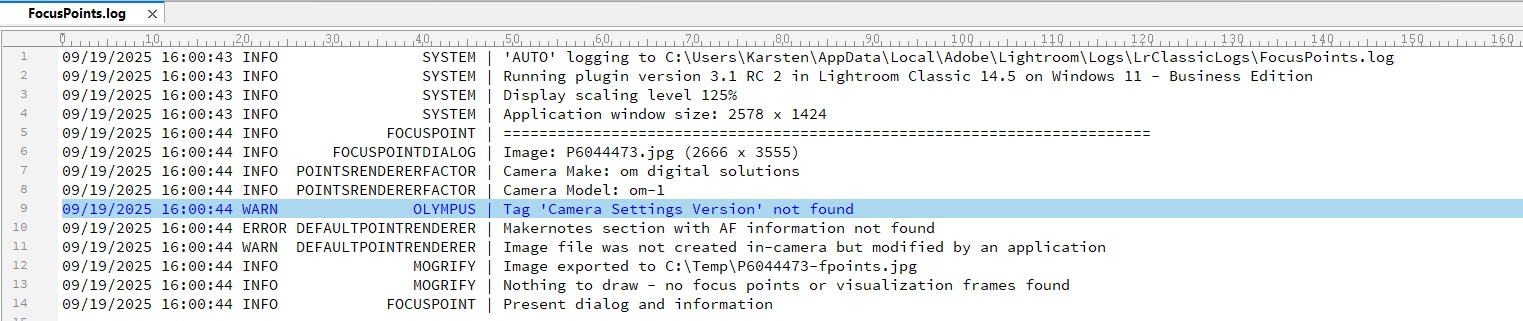 FocusPoints.log ×
0 10 20 30 40 50 60 70 80 90 100 110 120 130 140 150 160
1 09/19/2025 16:00:43 INFO SYSTEM | 'AUTO' logging to C:\Users\Karsten\AppData\Local\Adobe\Lightroom\Logs\LrClassicLogs\FocusPoints.log
2 09/19/2025 16:00:43 INFO SYSTEM | Running plugin version 3.1 RC 2 in Lightroom Classic 14.5 on Windows 11 - Business Edition
3 09/19/2025 16:00:43 INFO SYSTEM | Display scaling level 125%
4 09/19/2025 16:00:43 INFO SYSTEM | Application window size: 2578 x 1424
5 09/19/2025 16:00:44 INFO FOCUSPOINT | ========================================================================
6 09/19/2025 16:00:44 INFO FOCUSPOINTDIALOG | Image: P6044473.jpg (2666 x 3555)
7 09/19/2025 16:00:44 INFO POINTSRENDERERFACTOR | Camera Make: om digital solutions
8 09/19/2025 16:00:44 INFO POINTSRENDERERFACTOR | Camera Model: om-1
9 09/19/2025 16:00:44 WARN OLYMPUS | Tag 'Camera Settings Version' not found
10 09/19/2025 16:00:44 ERROR DEFAULTPOINTRENDERER | Makernotes section with AF information not found
11 09/19/2025 16:00:44 WARN DEFAULTPOINTRENDERER | Image file was not created in-camera but modified by an application
12 09/19/2025 16:00:44 INFO MOGRIFY | Image exported to C:\Temp\P6044473-fpoints.jpg
13 09/19/2025 16:00:44 INFO MOGRIFY | Nothing to draw - no focus points or visualization frames found
14 09/19/2025 16:00:44 INFO FOCUSPOINT | Present dialog and information